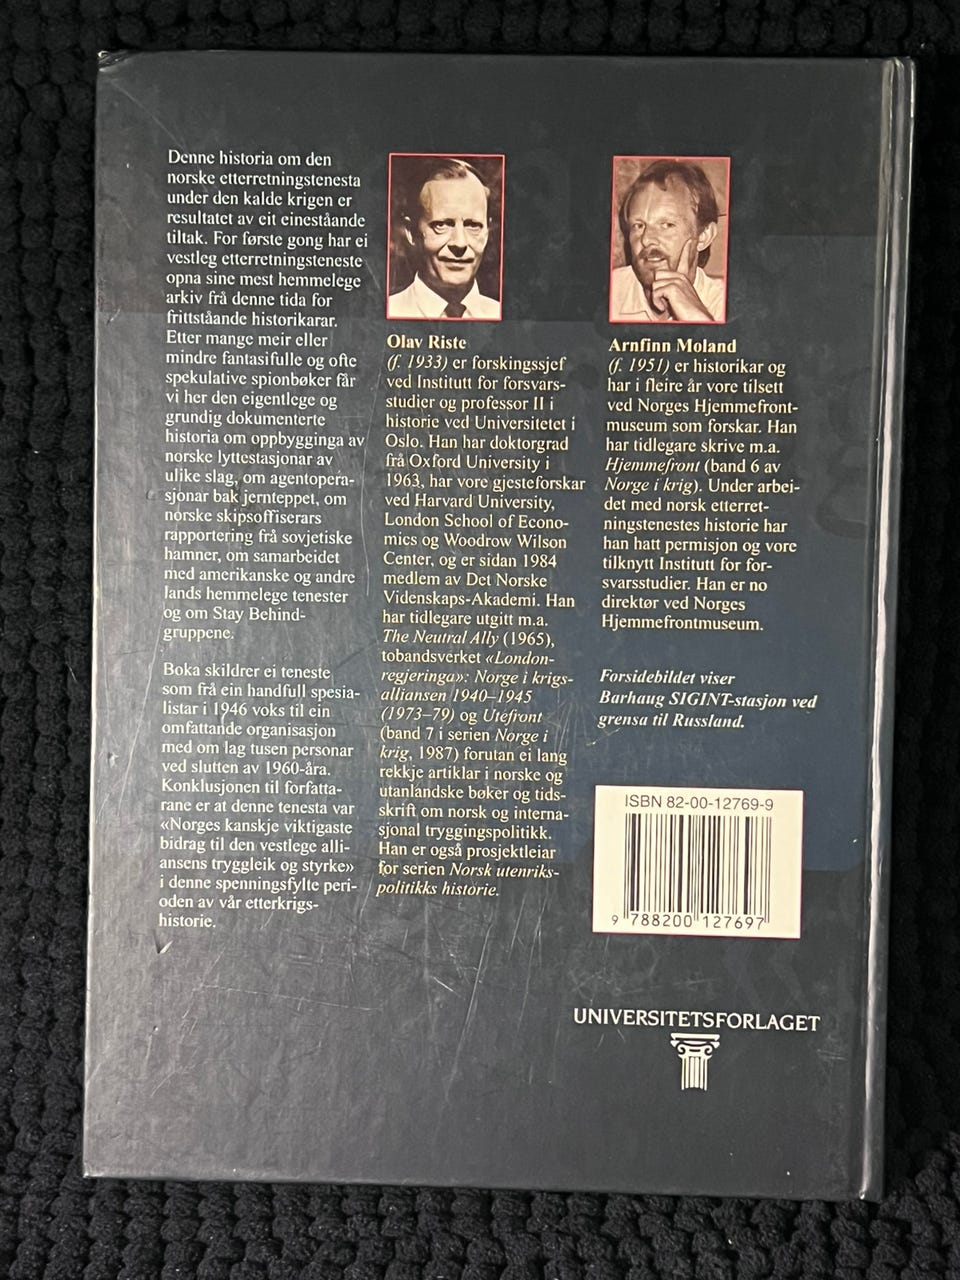 Denne historia om den
norske etterretningstenesta
under den kalde krigen er
resultatet av eit eineståande
tiltak. For første gong har ei
vestleg etterretningsteneste
opna sine mest hemmelege
arkiv frå denne tida for
frittståande historikarar.
Etter mange meir eller
mindre fantasifulle og ofte
spekulative spionbøker får
vi her den eigentlege og
grundig dokumenterte
historia om oppbygginga av
norske lyttestasjonar av
ulike slag, om agentopera-
sjonar bak jernteppet, om
norske skipsoffiserars
rapportering frå sovjetiske
hamner, om samarbeidet
med amerikanske og andre
lands hemmelege tenester
og om Stay Behind-
gruppene.
Boka skildrer ei teneste
som frå ein handfull spesia-
listar i 1946 voks til ein
omfattande organisasjon
med om lag tusen personar
ved slutten av 1960-åra.
Konklusjonen til forfatta-
rane er at denne tenesta var
«Norges kanskje viktigaste
bidrag til den vestlege alli-
ansens tryggleik og styrke»
i denne spenningsfylte peri-
oden av vår etterkrigs-
historie.
Olav Riste
(f. 1933) er forskingssjef
ved Institutt for forsvars-
studier og professor II i
historie ved Universitetet i
Oslo. Han har doktorgrad
frå Oxford University i
1963, har vore gjesteforskar
ved Harvard University,
London School of Econo-
mics og Woodrow Wilson
Center, og er sidan 1984
medlem av Det Norske
Videnskaps-Akademi. Han
har tidlegare utgitt m.a.
The Neutral Ally (1965),
tobandsverket «London-
regjeringa»: Norge i krigs-
alliansen 1940–1945
(1973–79) og Utefront
(band 7 i serien Norge i
krig, 1987) forutan ei lang
rekkje artiklar i norske og
utanlandske bøker og tids-
skrift om norsk og interna-
sjonal tryggingspolitikk.
Han er også prosjektleiar
for serien Norsk utenriks-
politikks historie.
Arnfinn Moland
(f. 1951) er historikar og
har i fleire år vore tilsett
ved Norges Hjemmefront-
museum som forskar. Han
har tidlegare skrive m.a.
Hjemmefront (band 6 av
Norge i krig). Under arbei-
det med norsk etterret-
ningstenestes historie har
han hatt permisjon og vore
tilknytt Institutt for for-
svarsstudier. Han er no
direktør ved Norges
Hjemmefrontmuseum.
Forsidebildet viser
Barhaug SIGINT-stasjon ved
grensa til Russland.
ISBN 82-00-12769-9
9 788200 127697
UNIVERSITETSFORLAGET